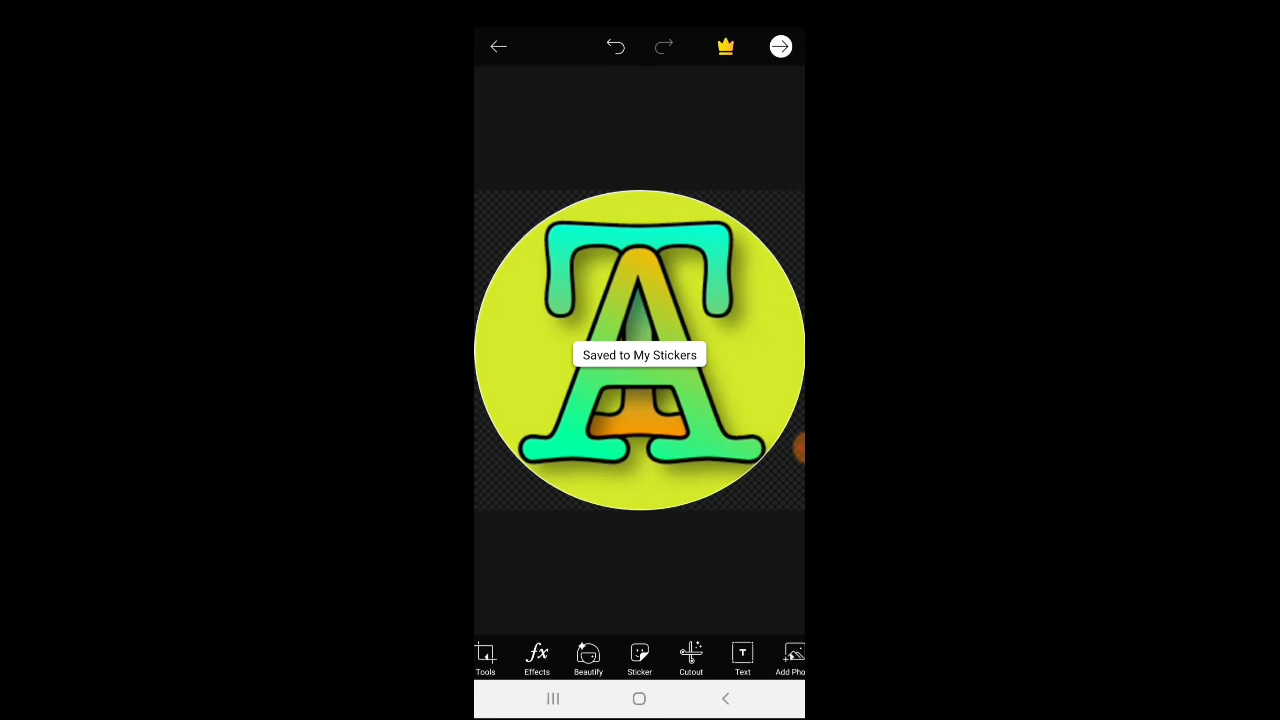 T
A
Saved to My Stickers
Tools
Effects
Beautify
Sticker
Cutout
T
Text
Add Pho